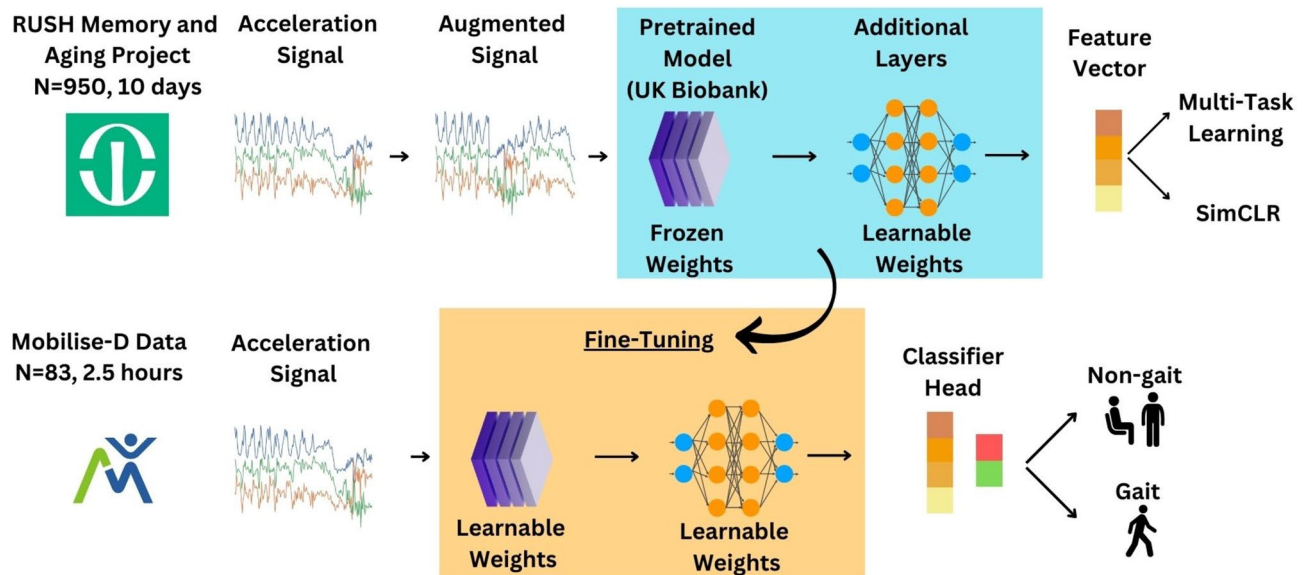 RUSH Memory and
Aging Project
N=950, 10 days
Acceleration
Signal
Augmented
Signal
Pretrained
Model
(UK Biobank)
Frozen
Weights
Additional
Layers
Learnable
Weights
Feature
Vector
Multi-Task
Learning
SimCLR
Mobilise-D Data
N=83, 2.5 hours
Acceleration
Signal
Fine-Tuning
Learnable
Weights
Learnable
Weights
Classifier
Head
Non-gait
Gait